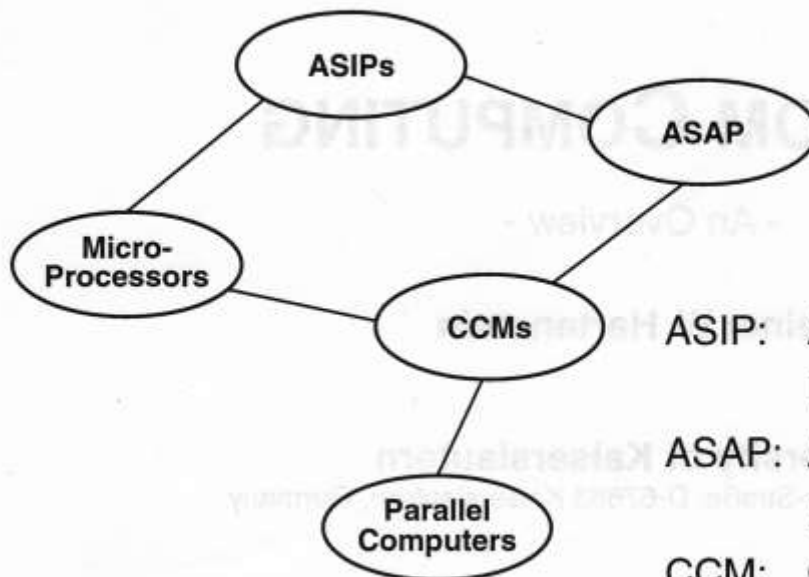 ASIPs
ASAP
Micro-
Processors
CCMs
Parallel
Computers
ASIP:
ASAP:
CCM: